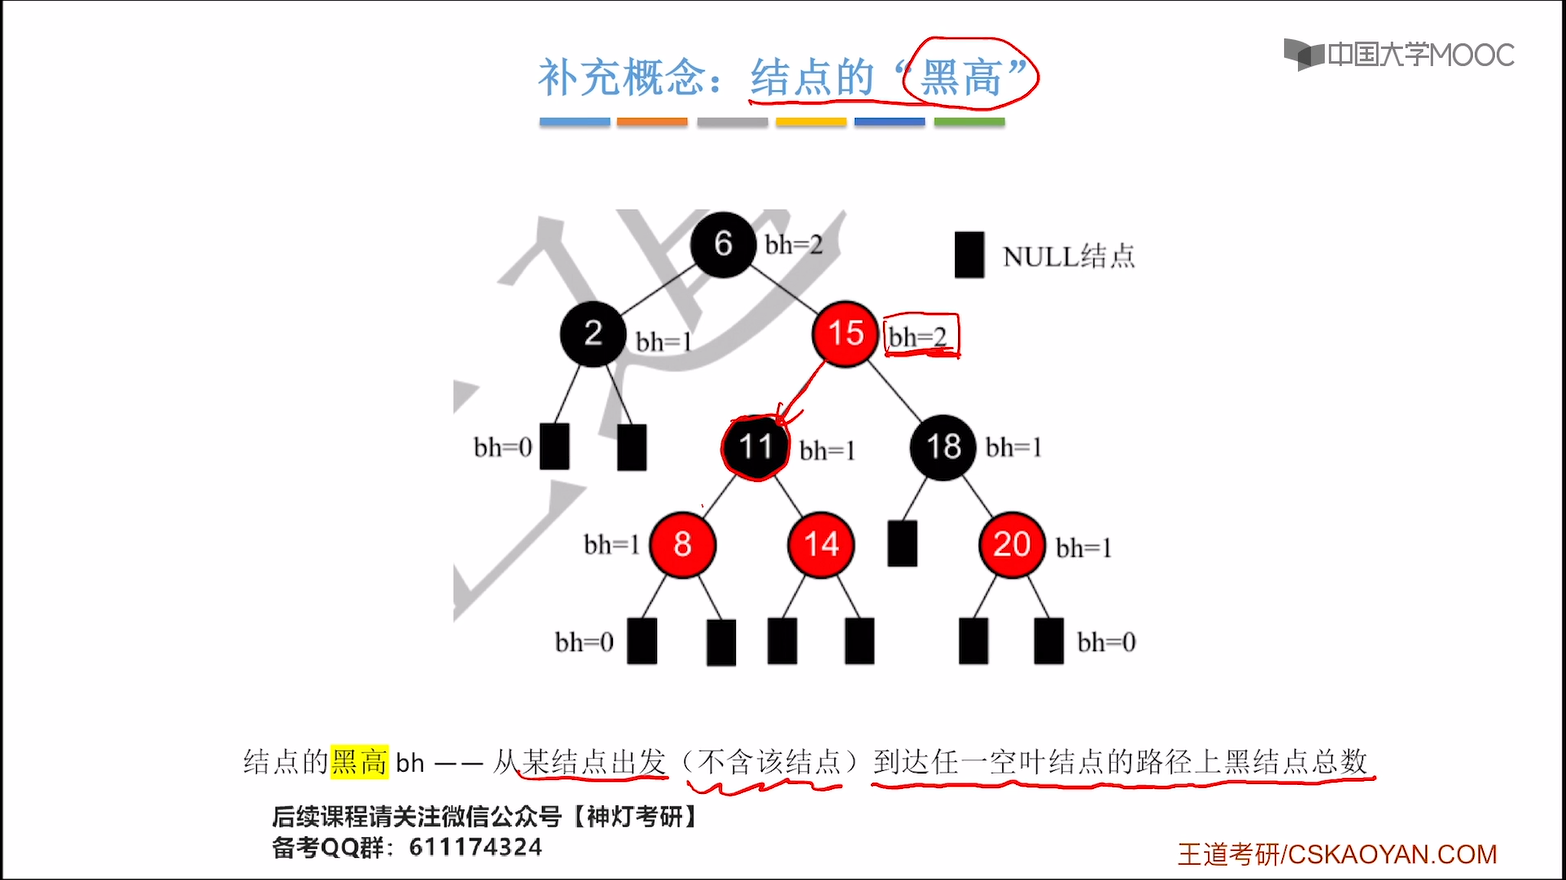 中国大学MOOC
补充概念：结点的“黑高”
6 bh=2
NULL结点
2 bh=1
15 bh=2
bh=0
11 bh=1
18 bh=1
bh=1 8
14
20 bh=1
bh=0
bh=0
结点的黑高 bh —— 从某结点出发（不含该结点）到达任一空叶结点的路径上黑结点总数
后续课程请关注微信公众号【神灯考研】
备考QQ群：611174324
王道考研/CSKAOYAN.COM